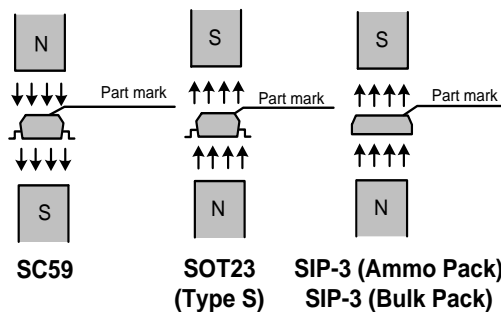 N
S
S
Part mark
Part mark
Part mark
S
N
N
SC59
SOT23
(Type S)
SIP-3 (Ammo Pack)
SIP-3 (Bulk Pack)